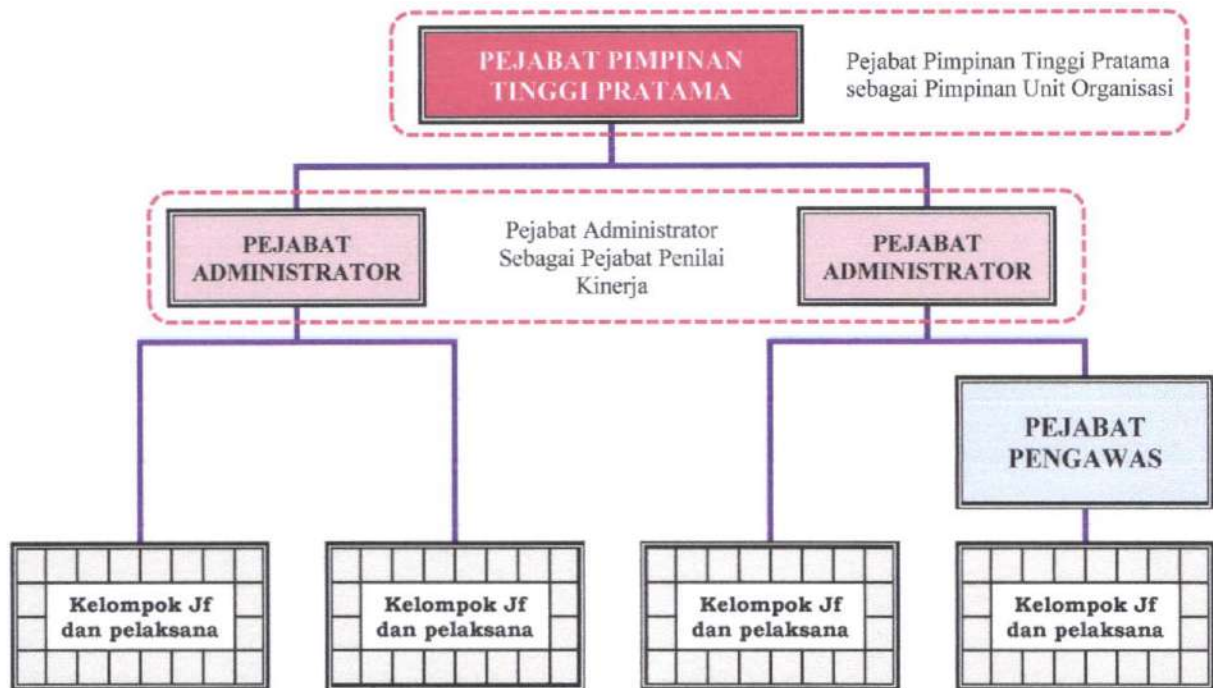 PEJABAT PIMPINAN
TINGGI PRATAMA
Pejabat Pimpinan Tinggi Pratama
sebagai Pimpinan Unit Organisasi
PEJABAT
ADMINISTRATOR
Pejabat Administrator
Sebagai Pejabat Penilai
Kinerja
PEJABAT
ADMINISTRATOR
PEJABAT
PENGAWAS
Kelompok Jf
dan pelaksana
Kelompok Jf
dan pelaksana
Kelompok Jf
dan pelaksana
Kelompok Jf
dan pelaksana